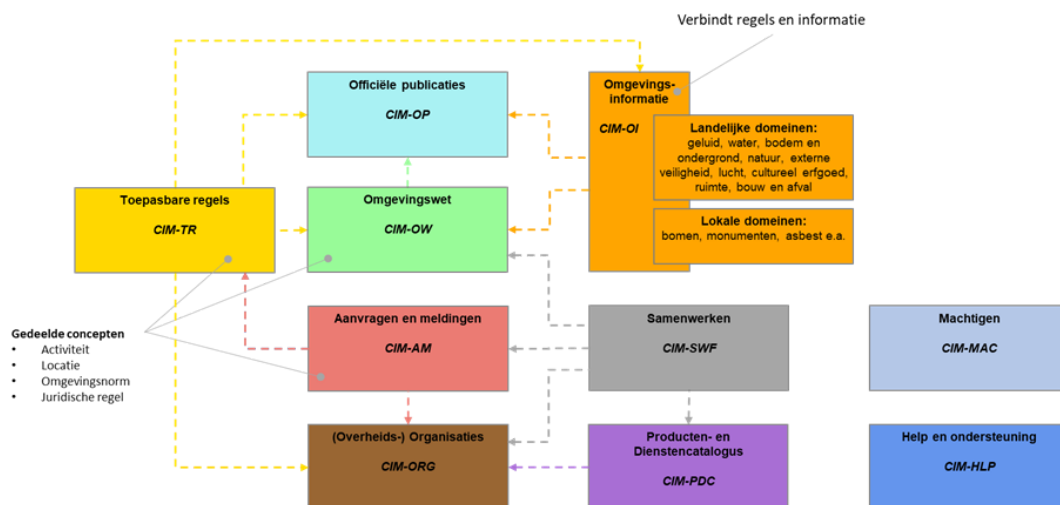 Verbindt regels en informatie
Officiële publicaties
CIM-OP
Omgevings-
informatie
CIM-OI
Landelijke domeinen:
geluid, water, bodem en
ondergrond, natuur, externe
veiligheid, lucht, cultureel erfgoed,
ruimte, bouw en afval
Lokale domeinen:
bomen, monumenten, asbest e.a.
Toepasbare regels
CIM-TR
Omgevingswet
CIM-OW
Gedeelde concepten
• Activiteit
• Locatie
• Omgevingsnorm
• Juridische regel
Aanvragen en meldingen
CIM-AM
Samenwerken
CIM-SWF
Machtigen
CIM-MAC
(Overheids-) Organisaties
CIM-ORG
Producten- en
Dienstencatalogus
CIM-PDC
Help en ondersteuning
CIM-HLP